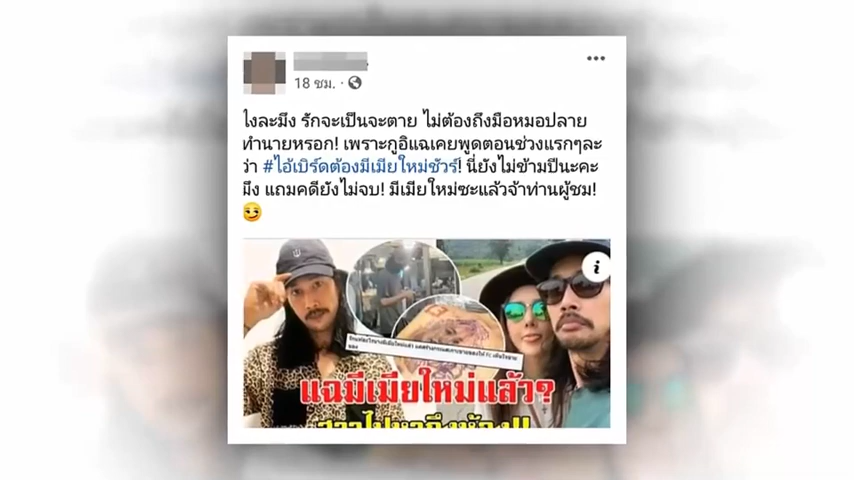 18 ชม. ·
ไงละมึง รักจะเป็นจะตาย ไม่ต้องถึงมือหมอปลาย
ทำนายหรอก! เพราะกูอิแฉเคยพูดตอนช่วงแรกๆละ
ว่า #ไอ้เบิร์ดต้องมีเมียใหม่ชัวร์! นี่ยังไม่ข้ามปีนะคะ
มึง แถมคดียังไม่จบ! มีเมียใหม่ซะแล้วจ้าท่านผู้ชม!
แฉมีเมียใหม่แล้ว?